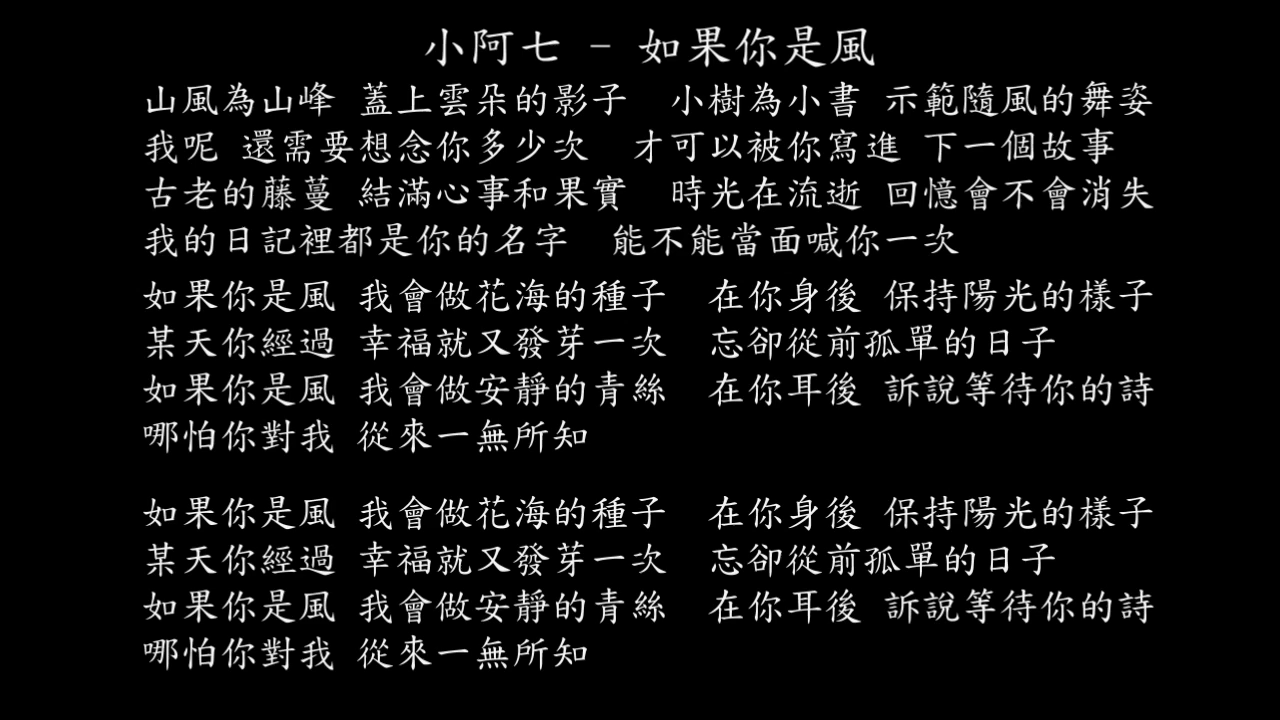 小阿七 - 如果你是風
山風為山峰 蓋上雲朵的影子 小樹為小書 示範隨風的舞姿
我呢 還需要想念你多少次 才可以被你寫進 下一個故事
古老的藤蔓 結滿心事和果實 時光在流逝 回憶會不會消失
我的日記裡都是你的名字 能不能當面喊你一次
如果你是風 我會做花海的種子 在你身後 保持陽光的樣子
某天你經過 幸福就又發芽一次 忘卻從前孤單的日子
如果你是風 我會做安靜的青絲 在你耳後 訴說等待你的詩
哪怕你對我 從來一無所知
如果你是風 我會做花海的種子 在你身後 保持陽光的樣子
某天你經過 幸福就又發芽一次 忘卻從前孤單的日子
如果你是風 我會做安靜的青絲 在你耳後 訴說等待你的詩
哪怕你對我 從來一無所知